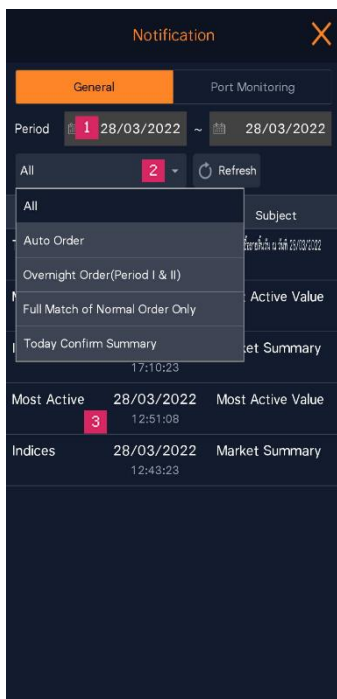 Notification
X
General Port Monitoring
Period 1 28/03/2022 ~ 28/03/2022
All 2 Refresh
All
Subject
Auto Order
Overnight Order(Period I & II)
Active Value
Full Match of Normal Order Only
Today Confirm Summary
et Summary
17:10:23
Most Active 28/03/2022 Most Active Value
3 12:51:08
Indices 28/03/2022 Market Summary
12:43:23